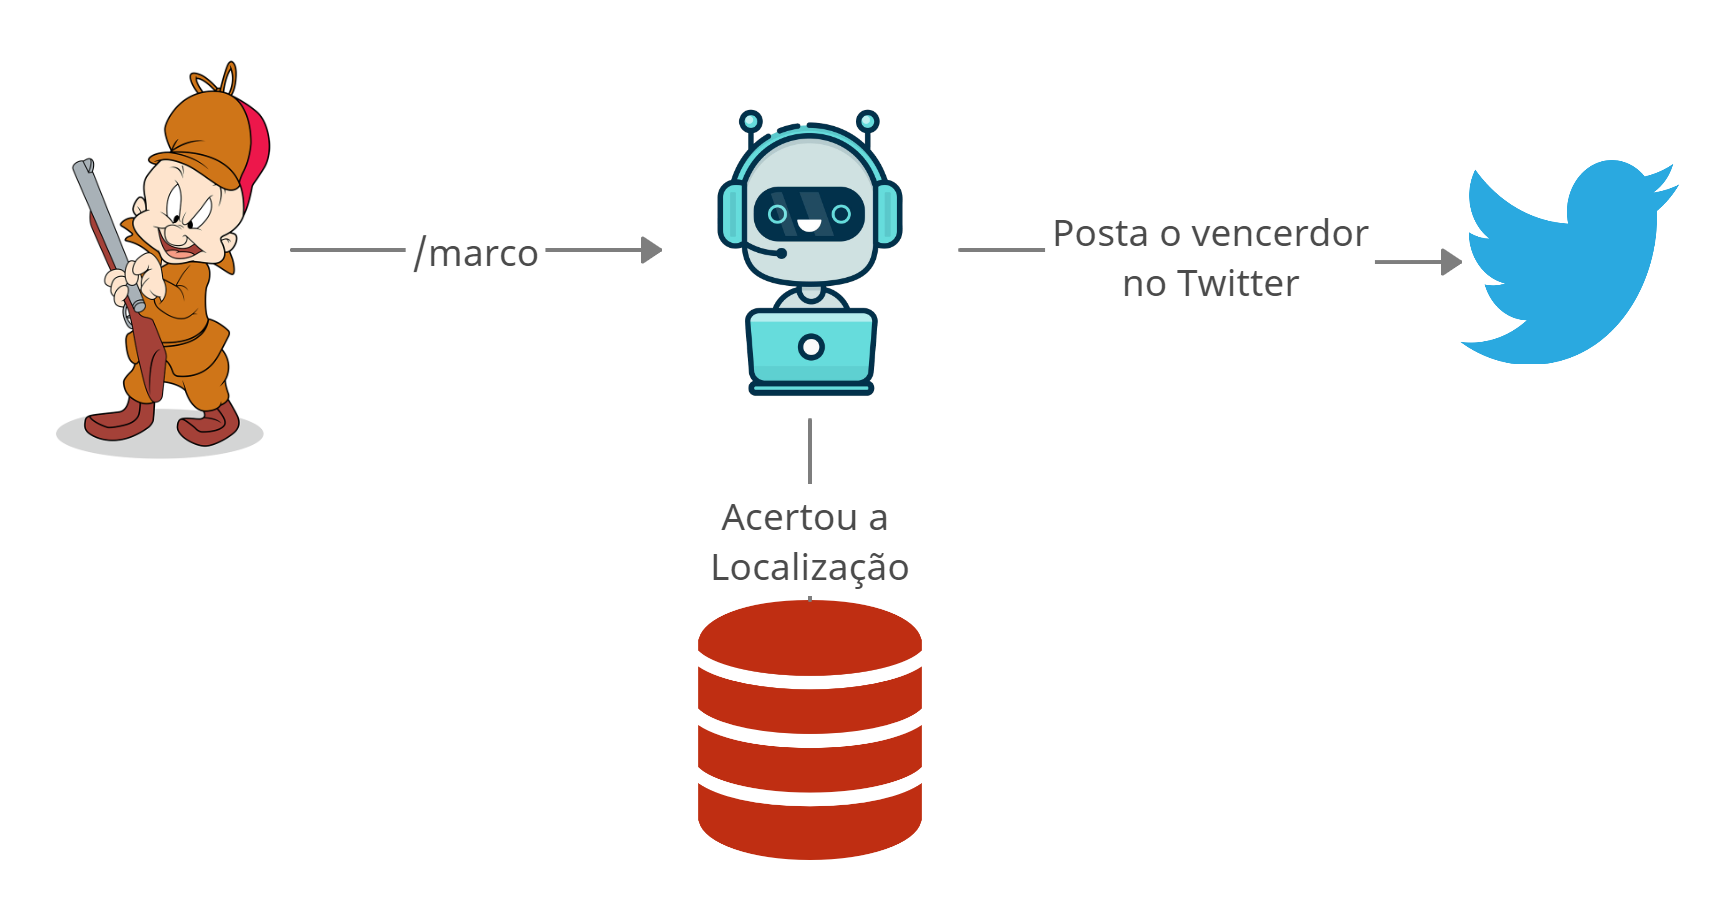 /marco
Posta o vencerdor
no Twitter
Acertou a
Localização